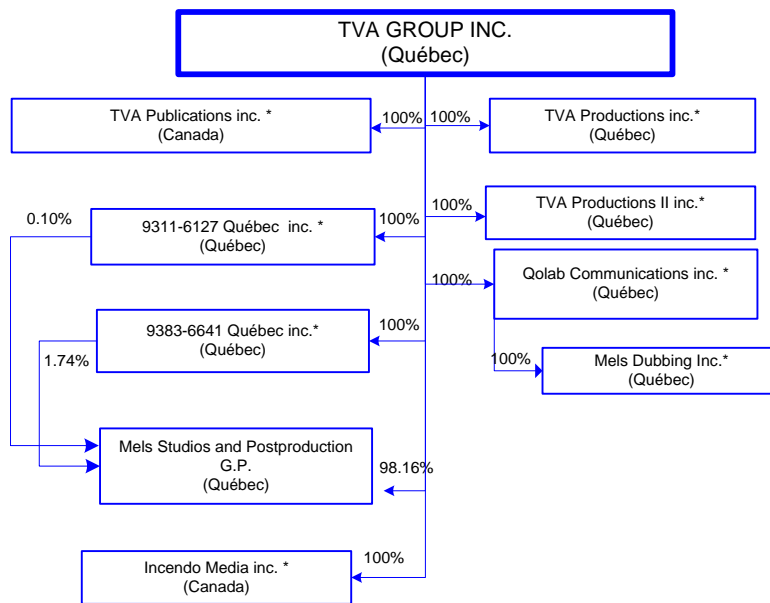 TVA GROUP INC.
(Québec)
TVA Publications inc. *
(Canada)
100%
100%
TVA Productions inc.*
(Québec)
0.10%
9311-6127 Québec inc. *
(Québec)
100%
100%
TVA Productions II inc.*
(Québec)
100%
Qolab Communications inc. *
(Québec)
1.74%
9383-6641 Québec inc.*
(Québec)
100%
100%
Mels Dubbing Inc.*
(Québec)
Mels Studios and Postproduction
G.P.
(Québec)
98.16%
Incendo Media inc. *
(Canada)
100%